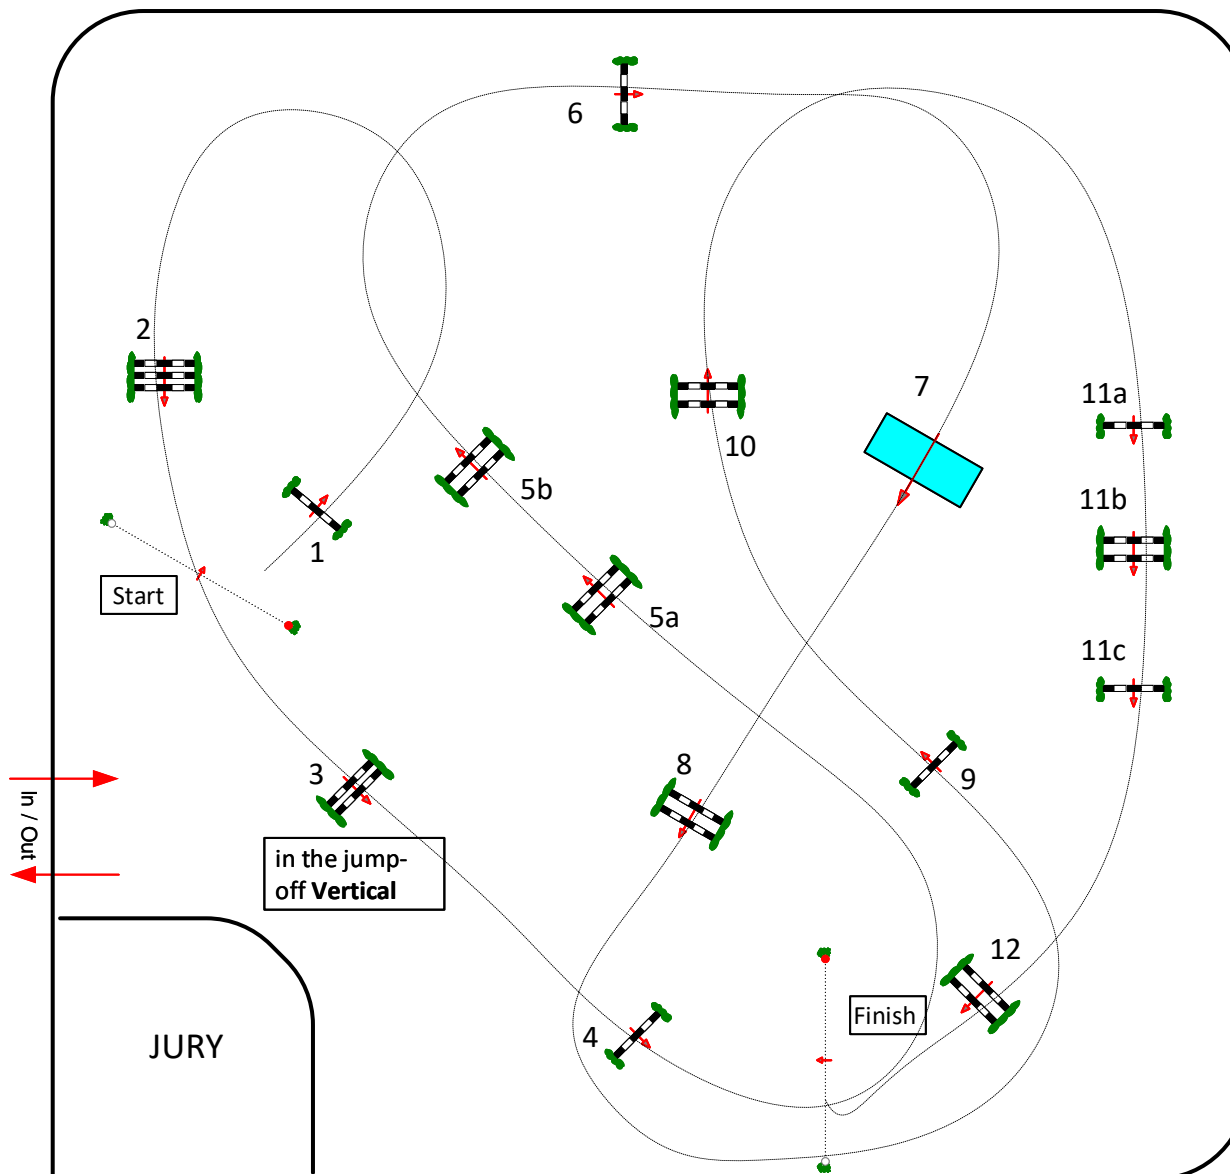 6
2
7
11a
10
5b
11b
1
Start
5a
11c
8
3
9
In / Out
in the jump-
off Vertical
12
Finish
4
JURY